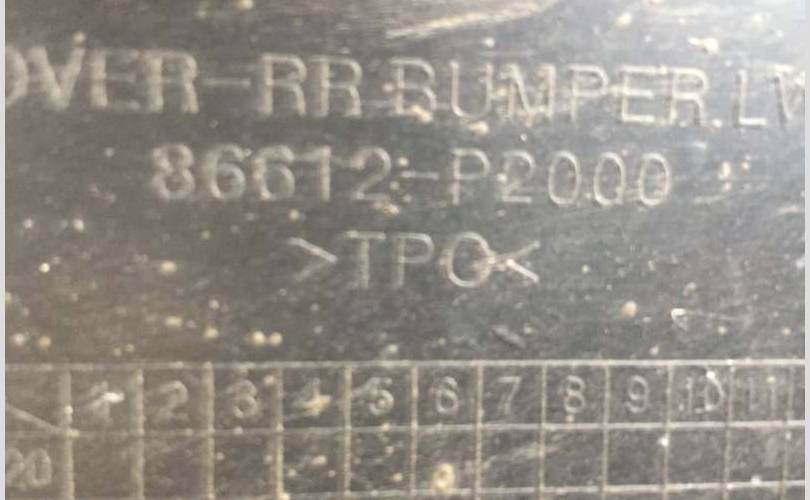 OVER-RR BUMPER.LW
86612-P2000
>TPO<
1 2 3 4 5 6 7 8 9 10 11
20